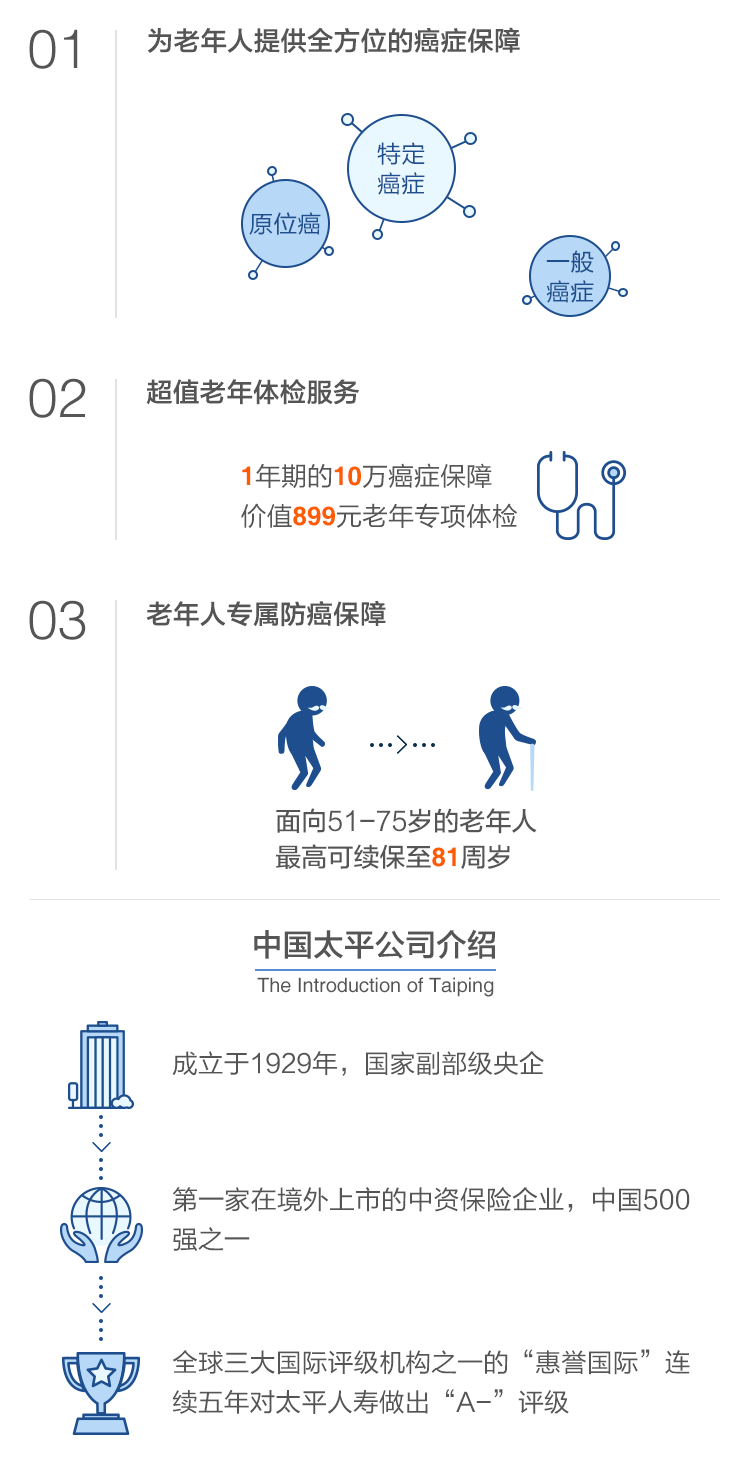 01
为老年人提供全方位的癌症保障
特定
癌症
原位癌
一般
癌症
02
超值老年体检服务
1年期的10万癌症保障
价值899元老年专项体检
03
老年人专属防癌保障
面向51-75岁的老年人
最高可续保至81周岁
中国太平公司介绍
The Introduction of Taiping
成立于1929年，国家副部级央企
第一家在境外上市的中资保险企业，中国500
强之一
全球三大国际评级机构之一的“惠誉国际”连
续五年对太平人寿做出“A-”评级